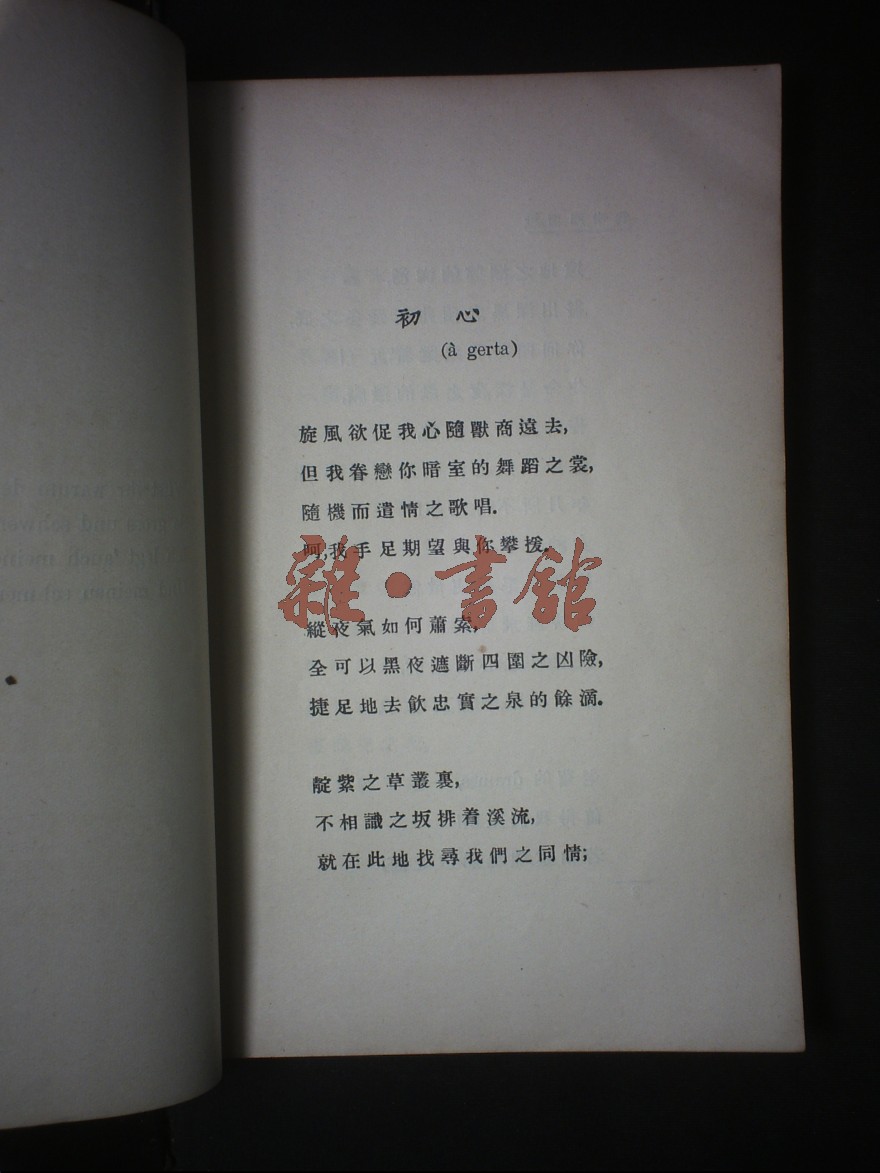 初心
(à gerta)
旋風欲促我心隨獸商遠去,
但我眷戀你暗室的舞蹈之裳,
隨機而遣情之歌唱.
呵,我手足期望與你攀援.
雜·書館
縱夜氣如何蕭索,
全可以黑夜遮斷四圍之凶險,
捷足地去飲忠實之泉的餘滴.
靛紫之草叢裏,
不相識之坂排着溪流,
就在此地找尋我們之同情;